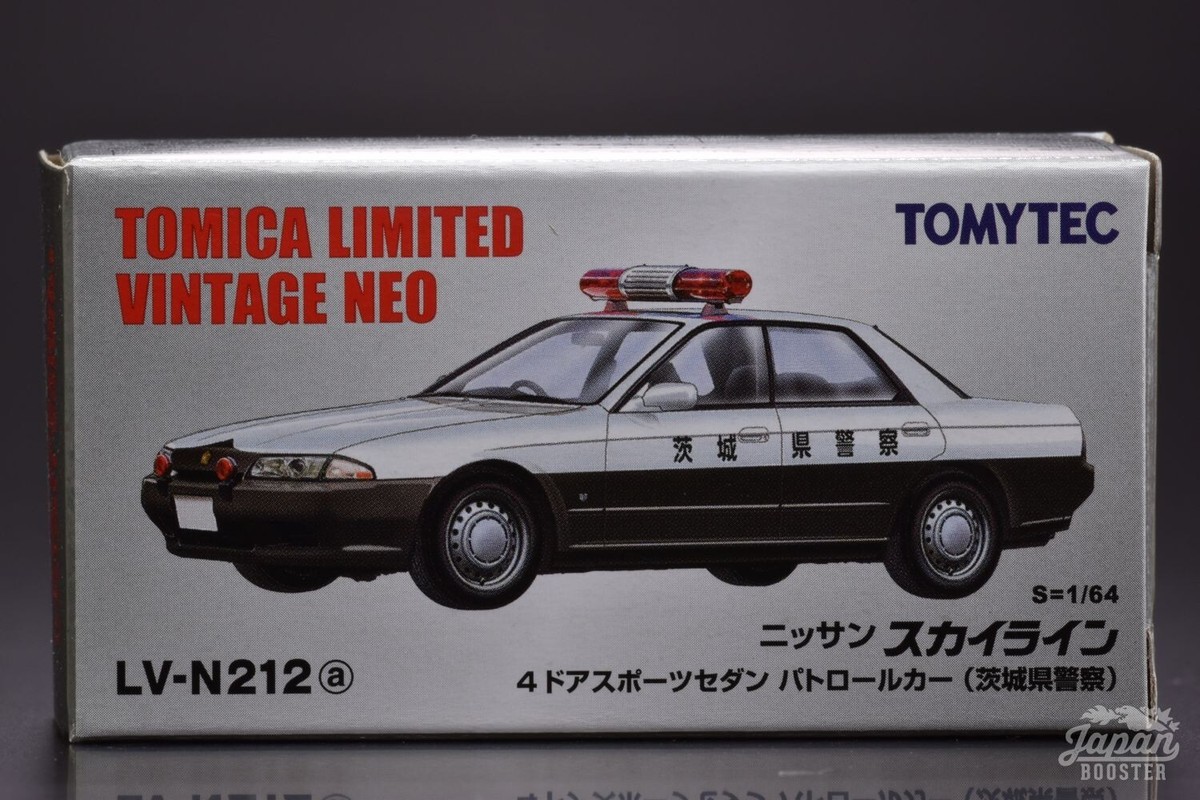 TOMICA LIMITED
VINTAGE NEO
TOMYTEC
茨城県警察
S=1/64
ニッサン スカイライン
LV-N212ⓐ
4ドアスポーツセダン パトロールカー(茨城県警察)
Japan
BOOSTER